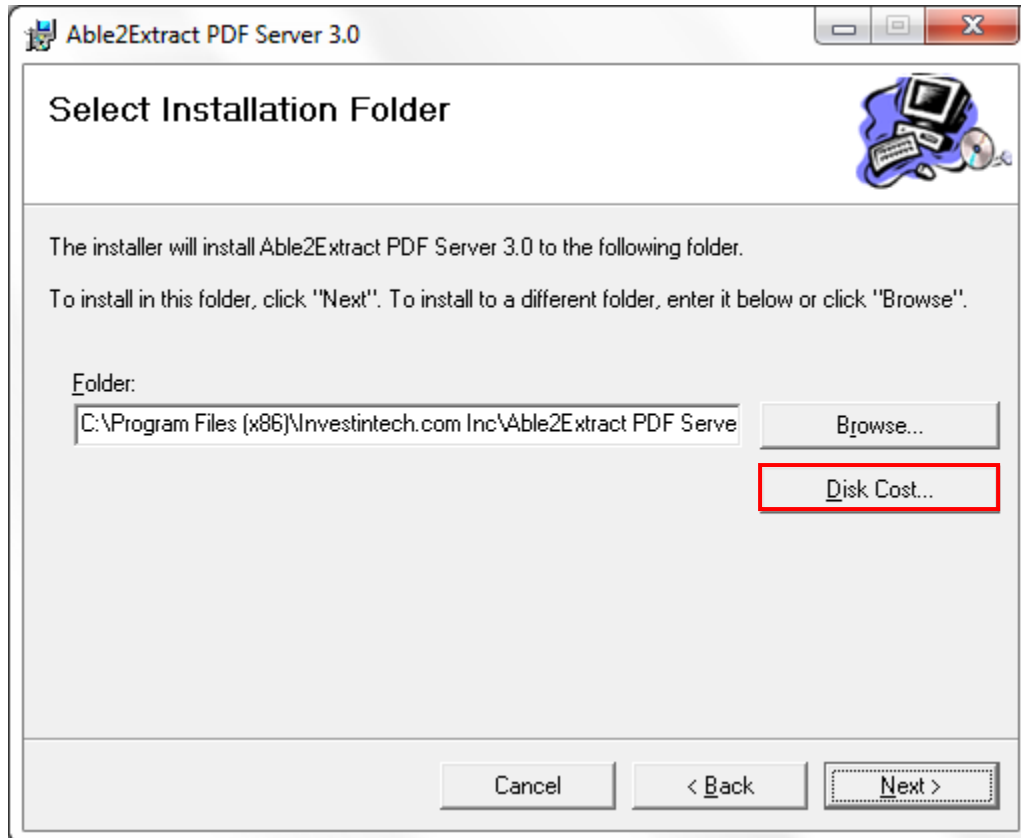 Able2Extract PDF Server 3.0
Select Installation Folder
The installer will install Able2Extract PDF Server 3.0 to the following folder.
To install in this folder, click "Next". To install to a different folder, enter it below or click "Browse".
Folder:
C:\Program Files (x86)\Investintech.com Inc\Able2Extract PDF Serve
Browse...
Disk Cost...
Cancel
< Back
Next >